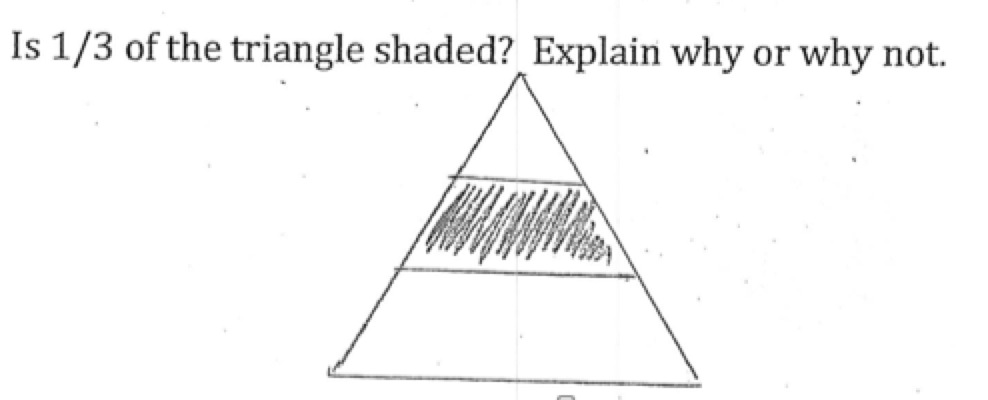 Is 1/3 of the triangle shaded?  Explain why or why not.